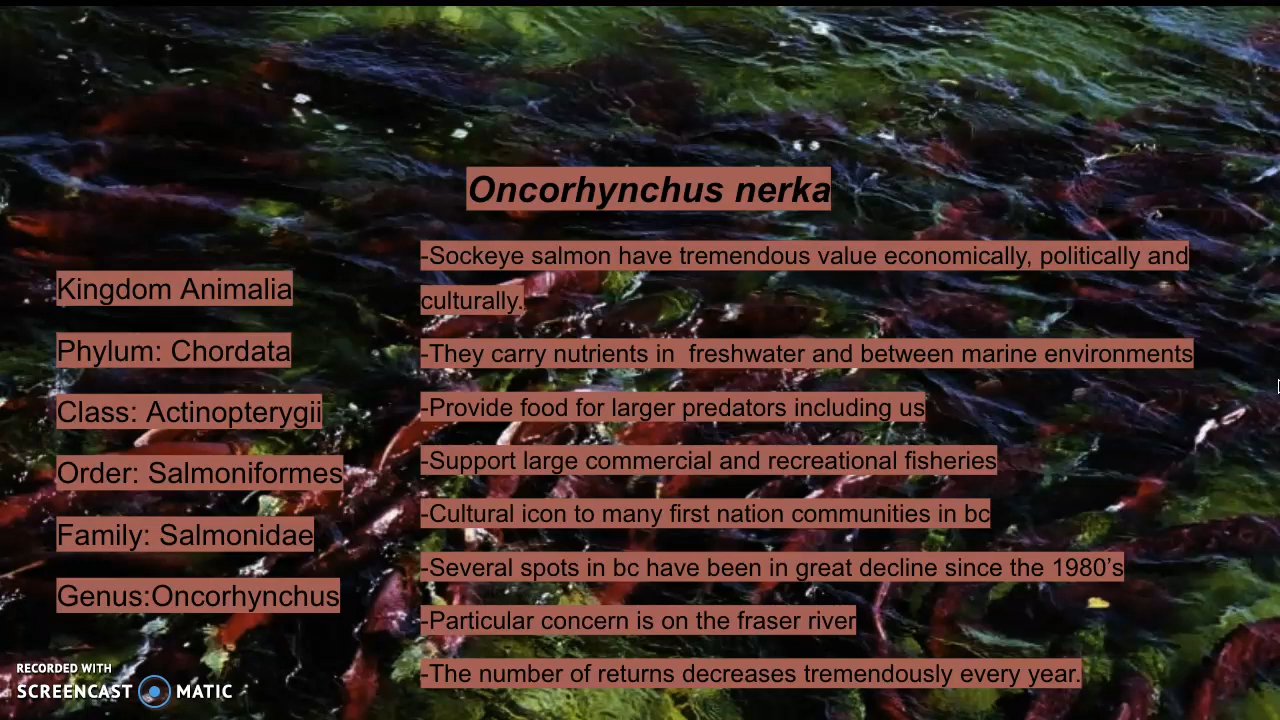 Oncorhynchus nerka
Kingdom Animalia
Phylum: Chordata
Class: Actinopterygii
Order: Salmoniformes
Family: Salmonidae
Genus:Oncorhynchus
-Sockeye salmon have tremendous value economically, politically and
culturally.
-They carry nutrients in  freshwater and between marine environments
-Provide food for larger predators including us
-Support large commercial and recreational fisheries
-Cultural icon to many first nation communities in bc
-Several spots in bc have been in great decline since the 1980’s
-Particular concern is on the fraser river
-The number of returns decreases tremendously every year.
RECORDED WITH
SCREENCAST MATIC